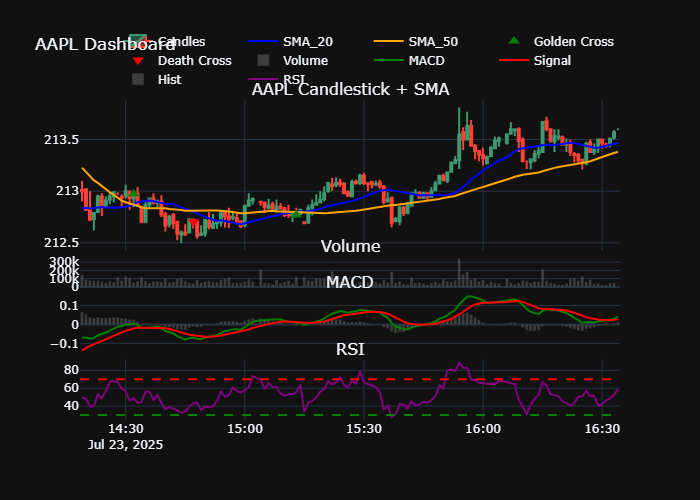 AAPL Dashboard
Candles SMA_20 SMA_50 Golden Cross
Death Cross Volume MACD Signal
Hist RSI
AAPL Candlestick + SMA
213.5
213
212.5
Volume
300k
200k
100k
0
MACD
0.1
0
−0.1
RSI
80
60
40
14:30 15:00 15:30 16:00 16:30
Jul 23, 2025